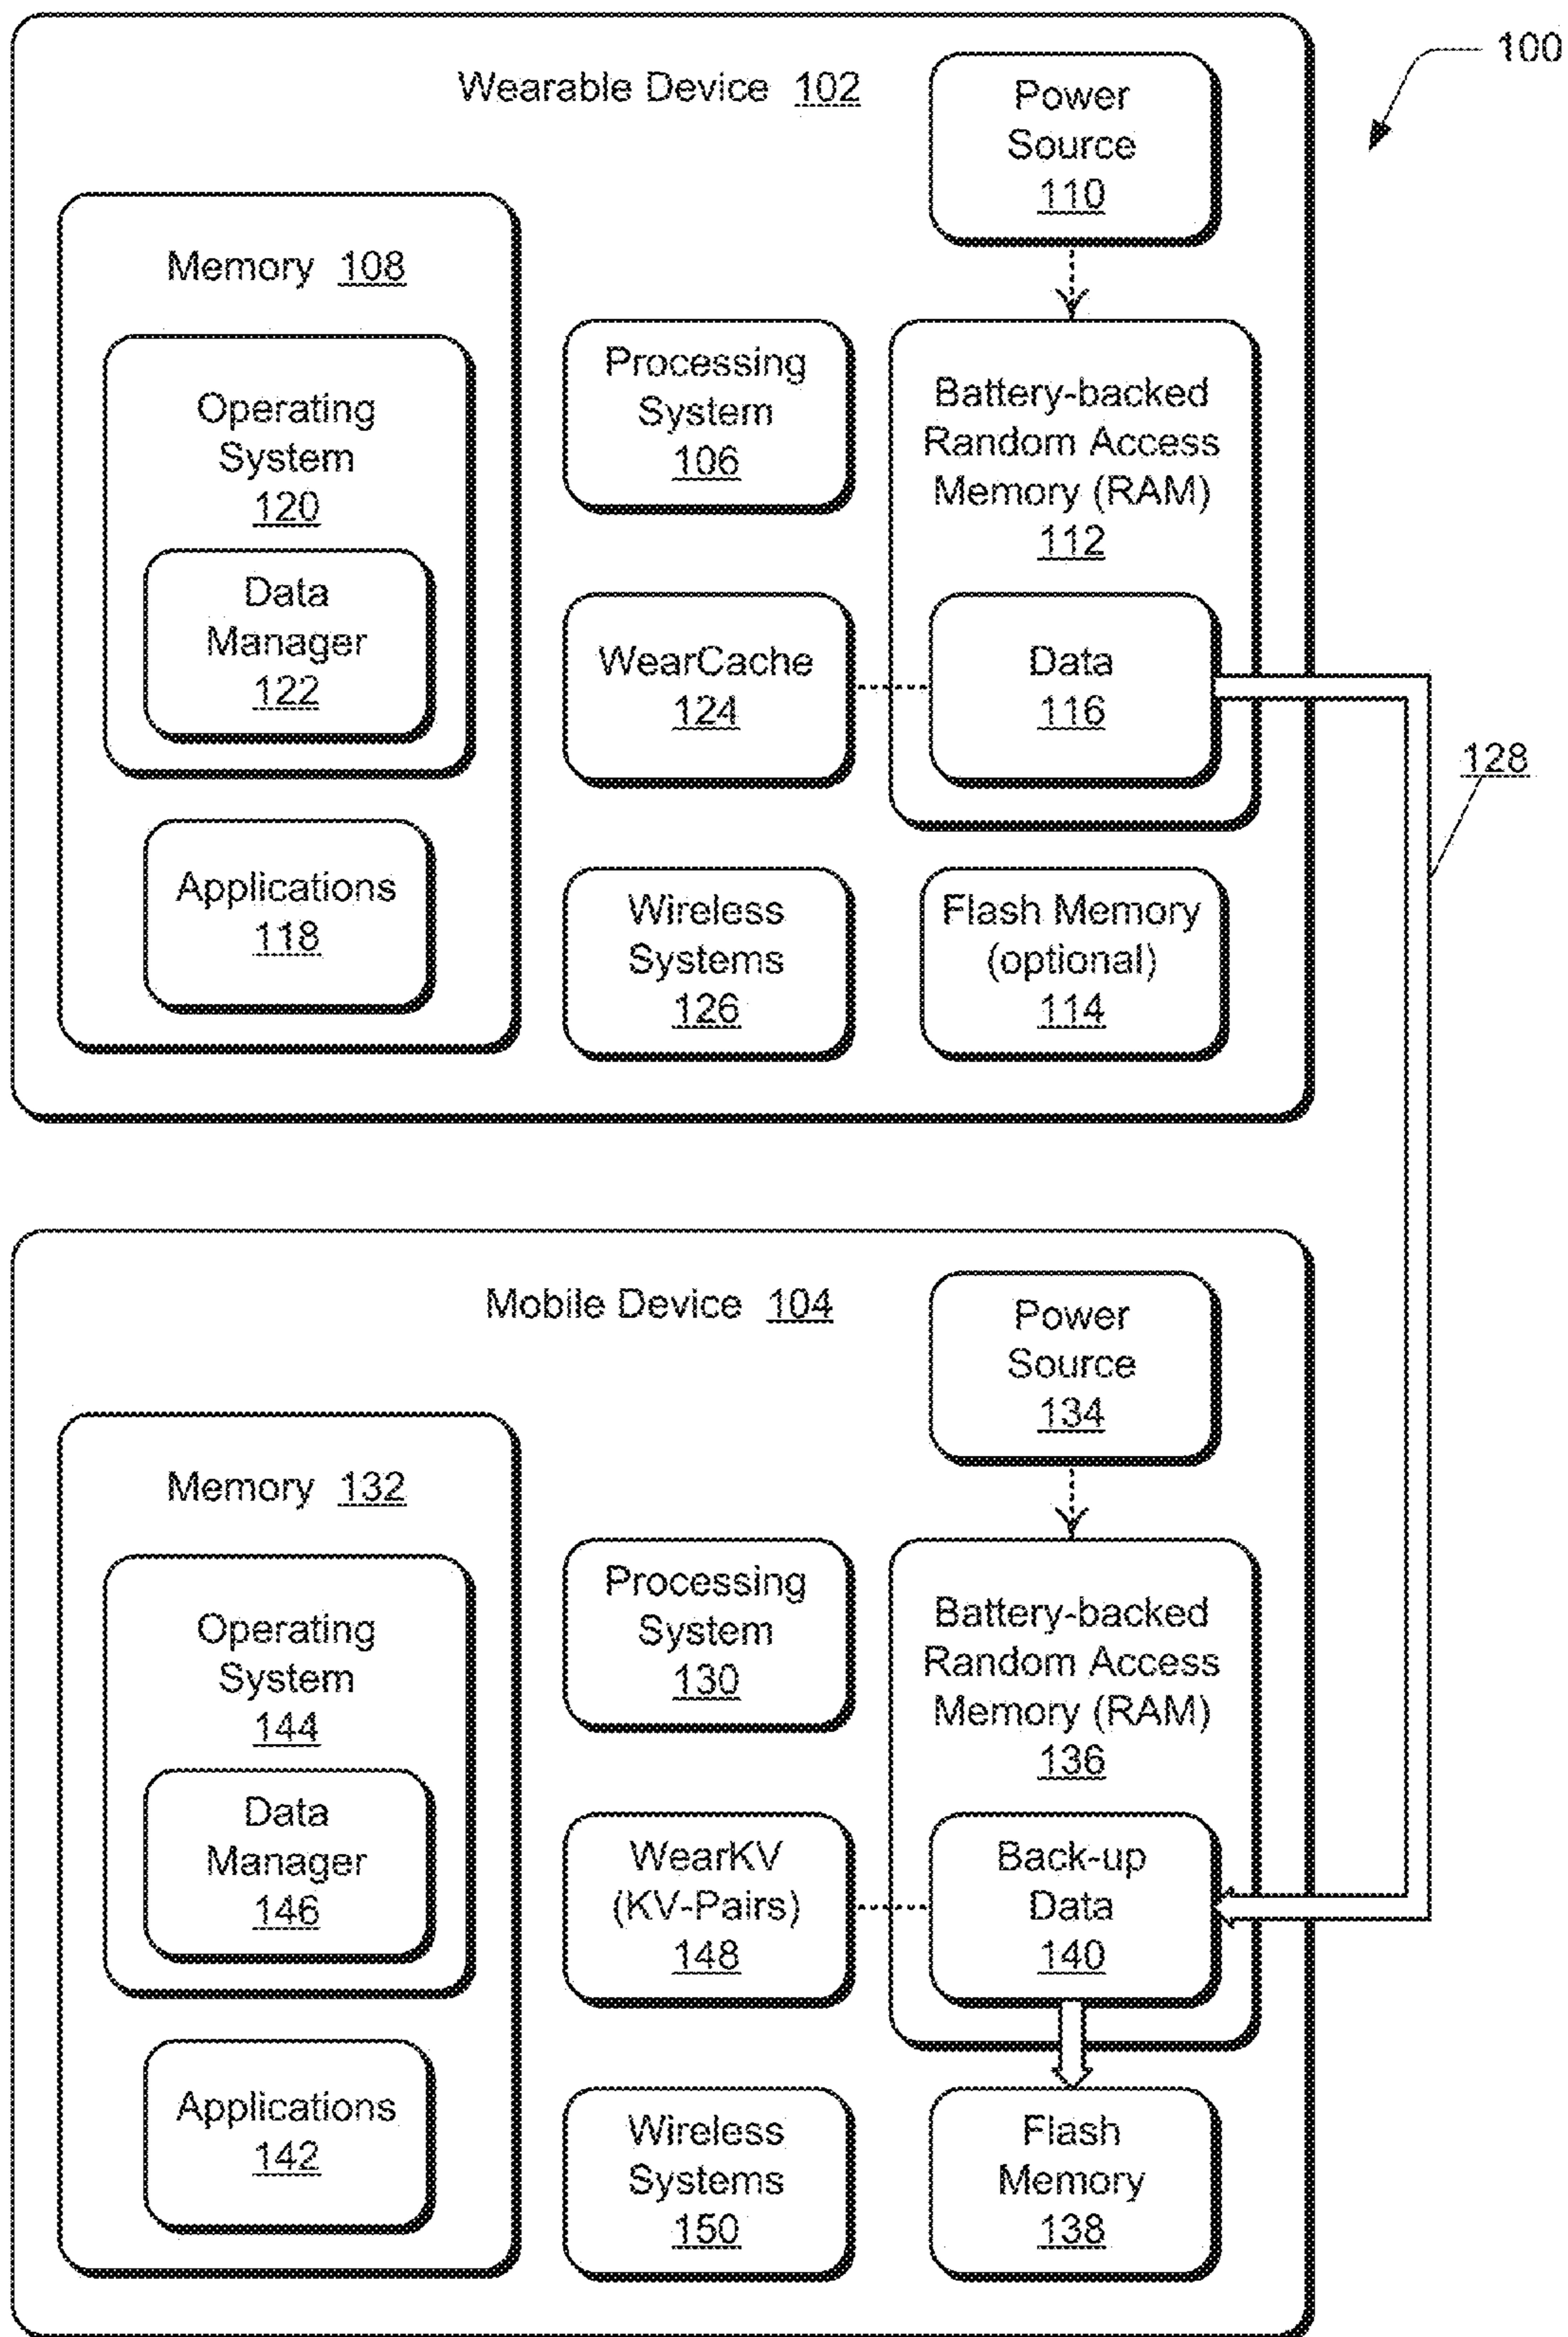 100
Wearable Device 102
Power
Source
110
Memory 108
Operating
System
120
Data
Manager
122
Applications
118
Processing
System
106
WearCache
124
Wireless
Systems
126
Battery-backed
Random Access
Memory (RAM)
112
Data
116
Flash Memory
(optional)
114
128
Mobile Device 104
Power
Source
134
Memory 132
Operating
System
144
Data
Manager
146
Applications
142
Processing
System
130
WearKV
(KV-Pairs)
148
Wireless
Systems
150
Battery-backed
Random Access
Memory (RAM)
136
Back-up
Data
140
Flash
Memory
138